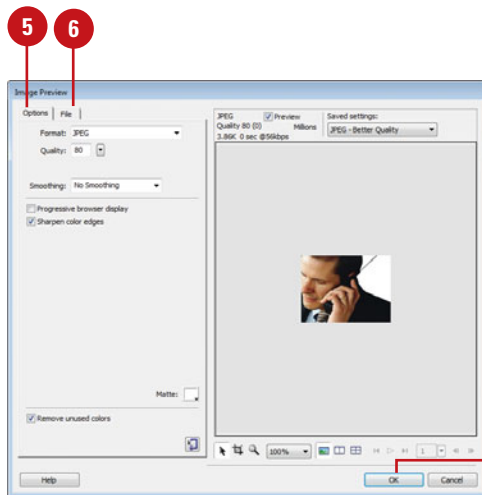 5 6
Image Preview
Options File
Format: JPEG
Quality: 80
Smoothing: No Smoothing
Progressive browser display
Sharpen color edges
Matte:
Remove unused colors
Help
JPEG Preview Saved settings:
Quality 80 (0) Millions JPEG - Better Quality
3.86K 0 sec @56kbps
100% 1
OK Cancel